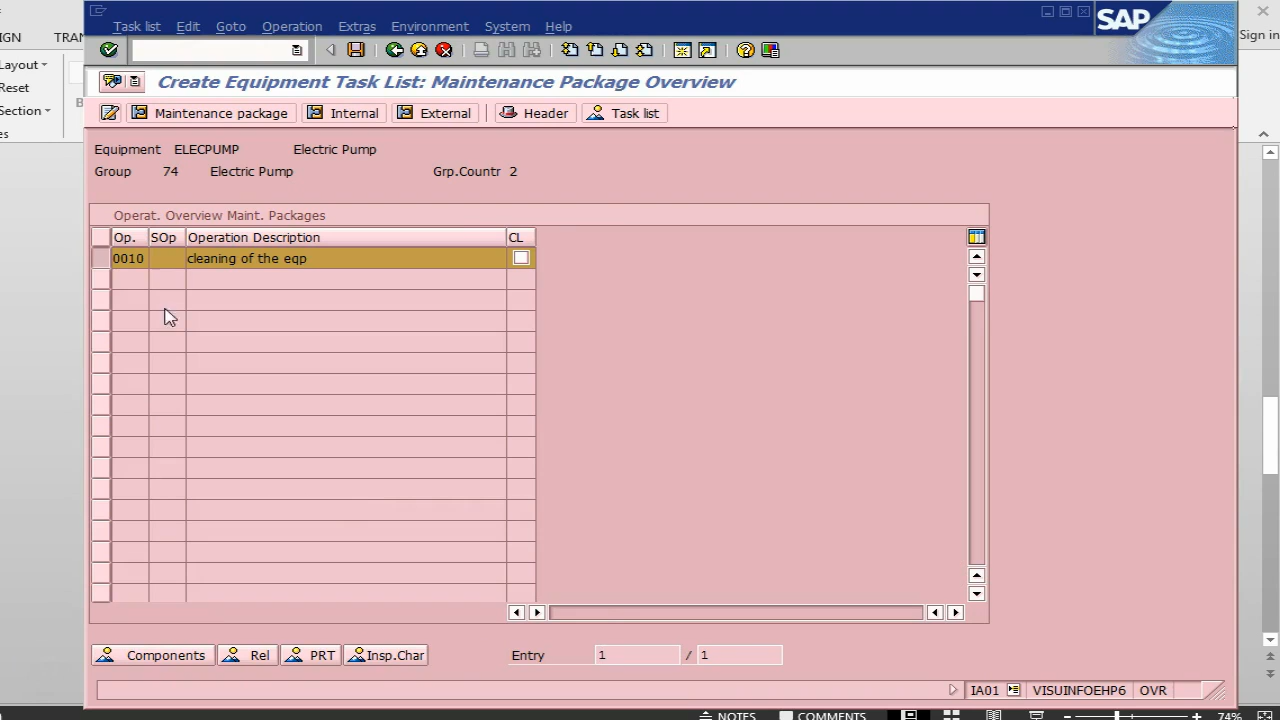 Task list Edit Goto Operation Extras Environment System Help
SAP
Sign in
IGN TRAN
Layout
Reset
Section
Create Equipment Task List: Maintenance Package Overview
Maintenance package Internal External Header Task list
Equipment ELECPUMP Electric Pump
Group 74 Electric Pump Grp.Countr 2
Operat. Overview Maint. Packages
Op. SOp Operation Description CL
0010 cleaning of the eqp
Components Rel PRT Insp.Char Entry 1 / 1
IA01 VISUINFOEHP6 OVR
NOTES COMMENTS 74%